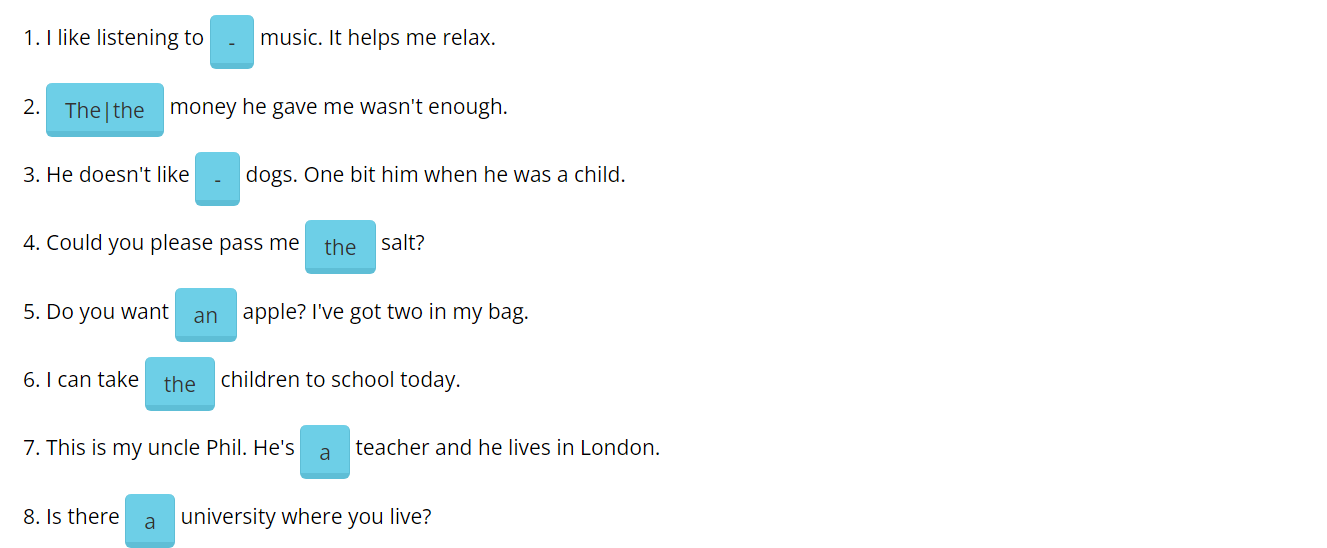 1. I like listening to - music. It helps me relax.
2. The|the money he gave me wasn't enough.
3. He doesn't like - dogs. One bit him when he was a child.
4. Could you please pass me the salt?
5. Do you want an apple? I've got two in my bag.
6. I can take the children to school today.
7. This is my uncle Phil. He's a teacher and he lives in London.
8. Is there a university where you live?